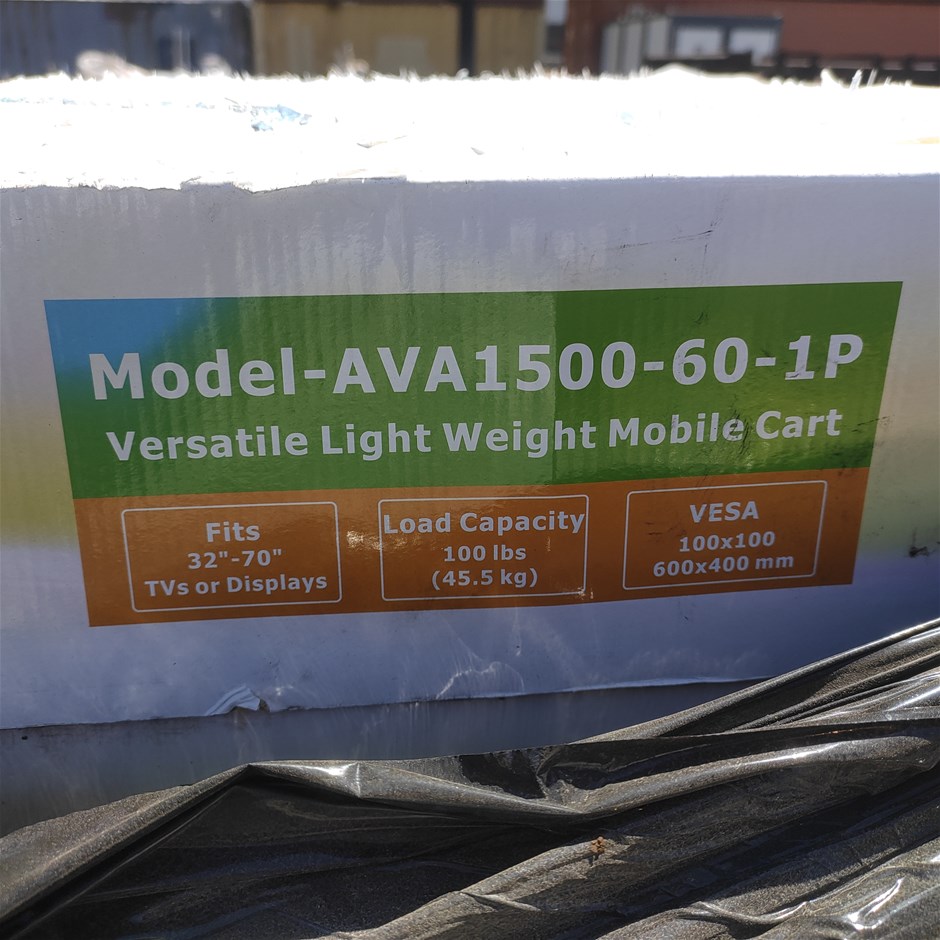 Model-AVA1500-60-1P
Versatile Light Weight Mobile Cart
Fits
32"-70"
TVs or Displays
Load Capacity
100 lbs
(45.5 kg)
VESA
100x100
600x400 mm